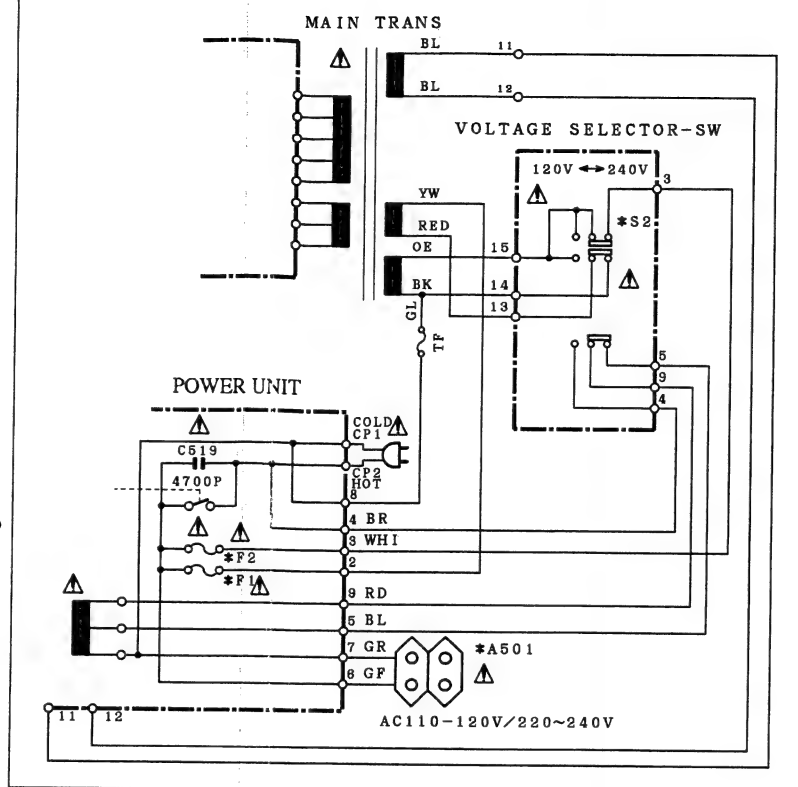 MAIN TRANS
BL 11
BL 12
VOLTAGE SELECTOR-SW
120V ↔ 240V 3
YW
*S2
RED
OE 15
BK 14
GL 13
TF
5
9
4
POWER UNIT
COLD
CP1
C519
4700P
CP2
HOT
8
4 BR
3 WHI
*F2
2
*F1
9 RD
5 BL
7 GR
*A501
6 GF
AC110-120V/220~240V
11 12